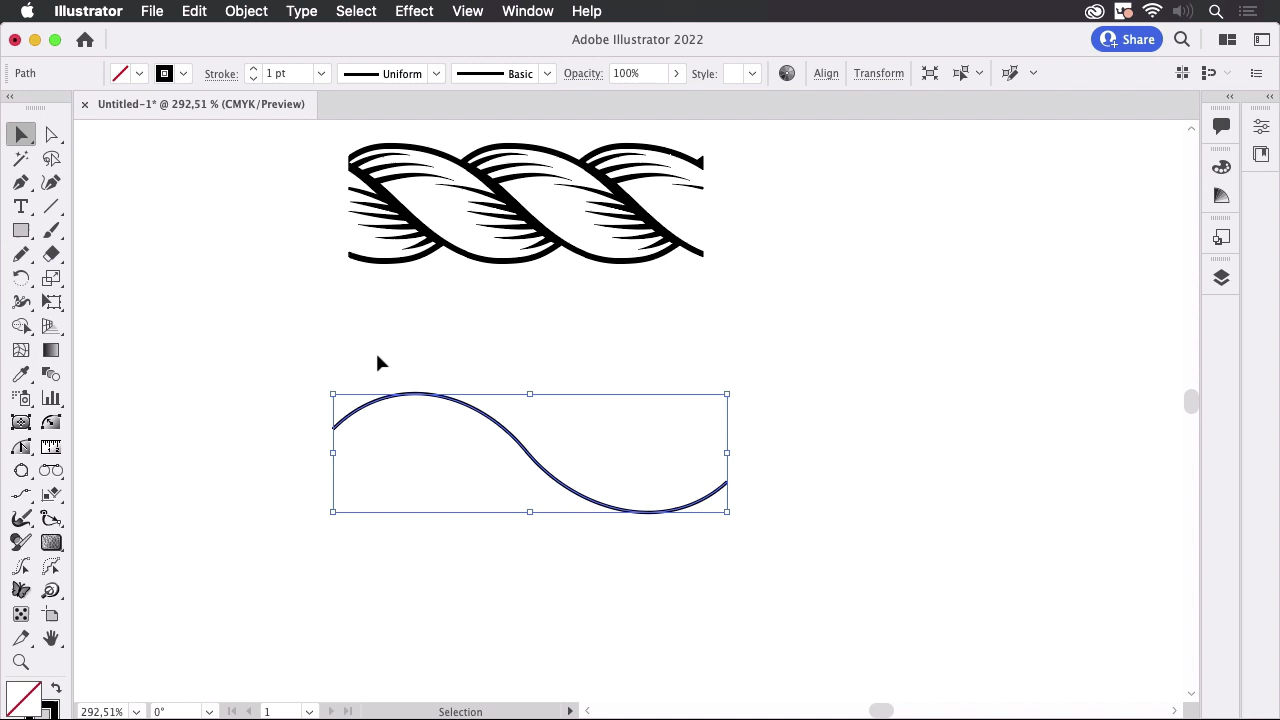 Illustrator File Edit Object Type Select Effect View Window Help
Adobe Illustrator 2022
Share
Path
Stroke:
1 pt
Uniform
Basic
Opacity:
100%
Style:
Align
Transform
× Untitled-1* @ 292,51 % (CMYK/Preview)
292,51%
0°
1
Selection